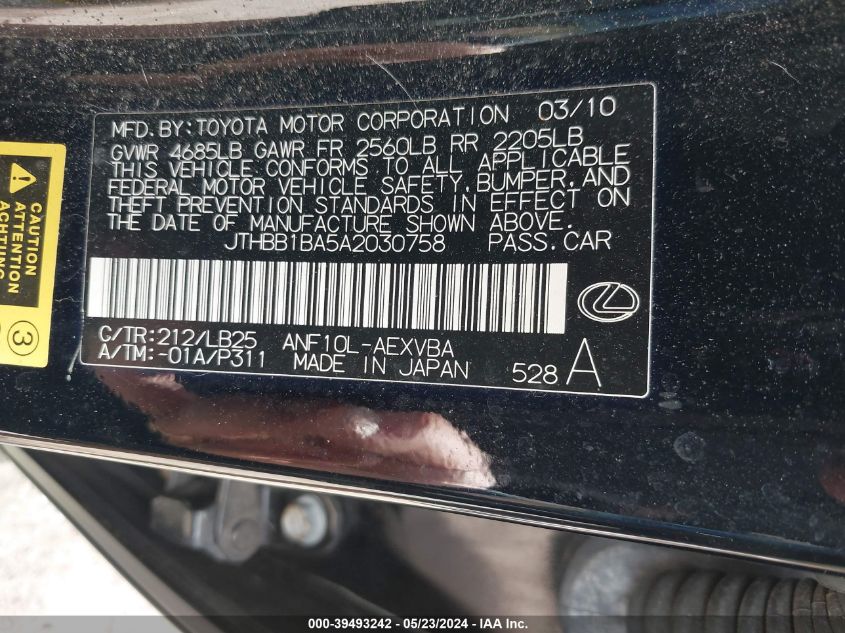 MFD. BY: TOYOTA MOTOR CORPORATION 03/10
GVWR 4685LB GAWR FR 2560LB RR 2205LB
THIS VEHICLE CONFORMS TO ALL APPLICABLE
FEDERAL MOTOR VEHICLE SAFETY, BUMPER, AND
THEFT PREVENTION STANDARDS IN EFFECT ON
THE DATE OF MANUFACTURE SHOWN ABOVE.
JTHBB1BA5A2030758 PASS. CAR
C/TR: 212/LB25 ANF10L-AEXVBA
A/TM: -01A/P311 MADE IN JAPAN 528 A
ATTENTION
ACHTUNG
3
000-39493242 - 05/23/2024 - IAA Inc.